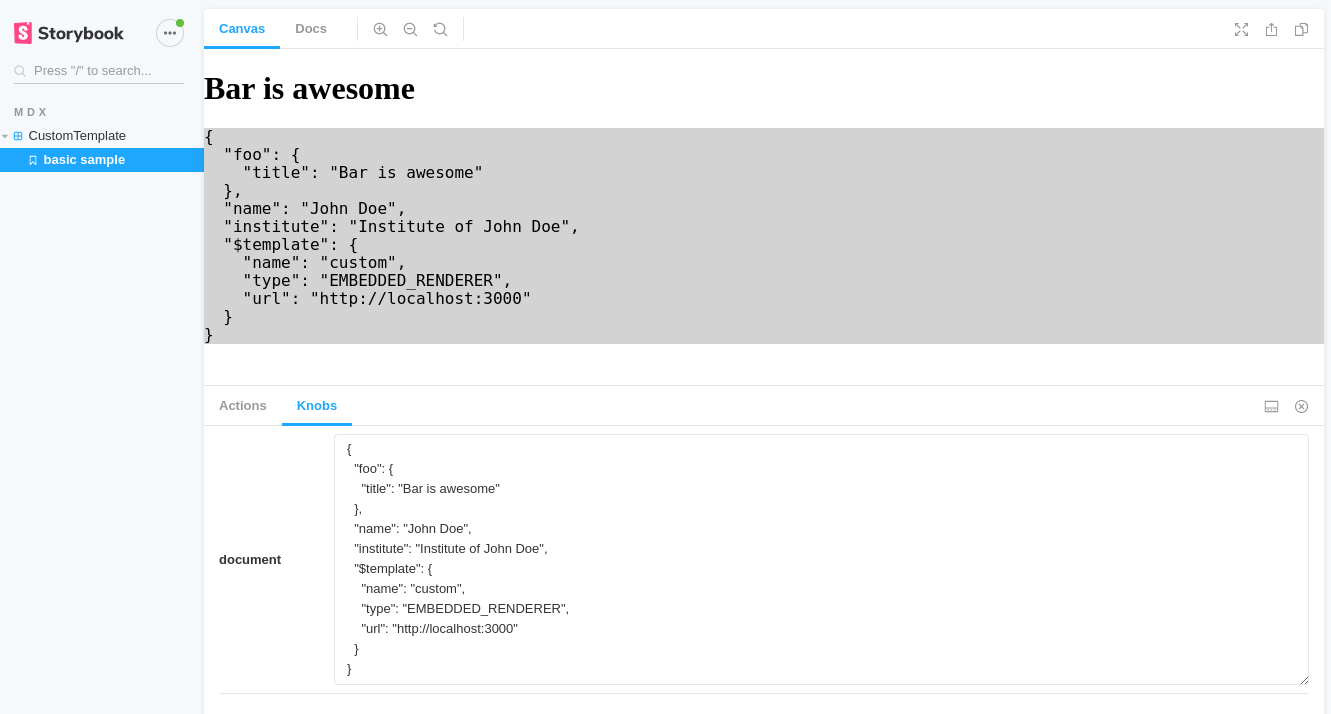 Storybook
Press "/" to search...
MDX
CustomTemplate
basic sample
Canvas
Docs
Bar is awesome
{
  "foo": {
    "title": "Bar is awesome"
  },
  "name": "John Doe",
  "institute": "Institute of John Doe",
  "$template": {
    "name": "custom",
    "type": "EMBEDDED_RENDERER",
    "url": "http://localhost:3000"
  }
}
Actions
Knobs
document
{
  "foo": {
    "title": "Bar is awesome"
  },
  "name": "John Doe",
  "institute": "Institute of John Doe",
  "$template": {
    "name": "custom",
    "type": "EMBEDDED_RENDERER",
    "url": "http://localhost:3000"
  }
}